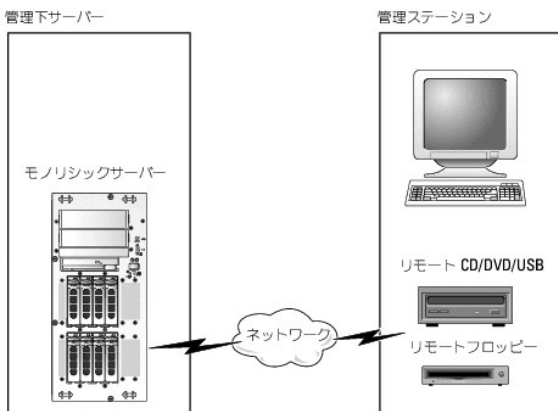 管理下サーバー
管理ステーション
モノリシックサーバー
リモート CD/DVD/USB
ネットワーク
リモートフロッピー